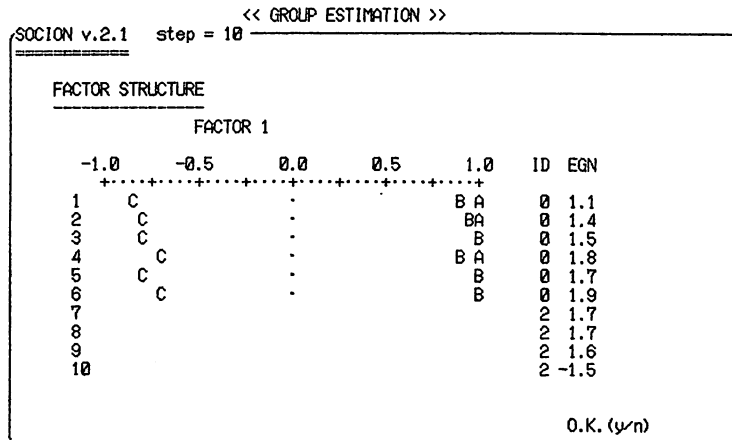 << GROUP ESTIMATION >>
SOCION v.2.1 step = 10
FACTOR STRUCTURE
FACTOR 1
-1.0 -0.5 0.0 0.5 1.0 ID EGN
1 C B A 0 1.1
2 C BA 0 1.4
3 C B 0 1.5
4 C B A 0 1.8
5 C B 0 1.7
6 C B 0 1.9
7 2 1.7
8 2 1.7
9 2 1.6
10 2 -1.5
O.K.(y/n)